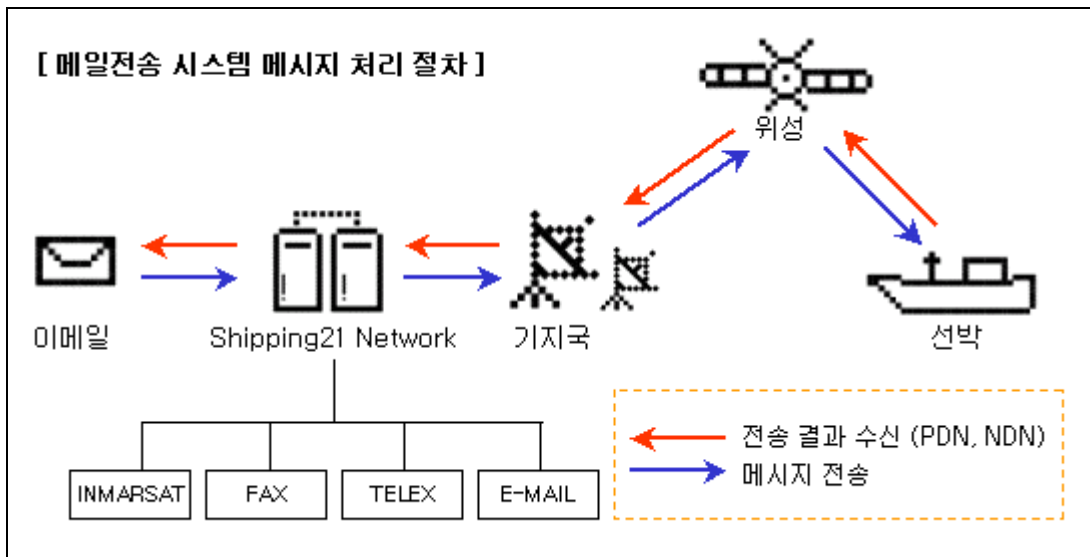 [ 메일전송 시스템 메시지 처리 절차 ]
위성
이메일
Shipping21 Network
기지국
선박
INMARSAT
FAX
TELEX
E-MAIL
전송 결과 수신 (PDN, NDN)
메시지 전송